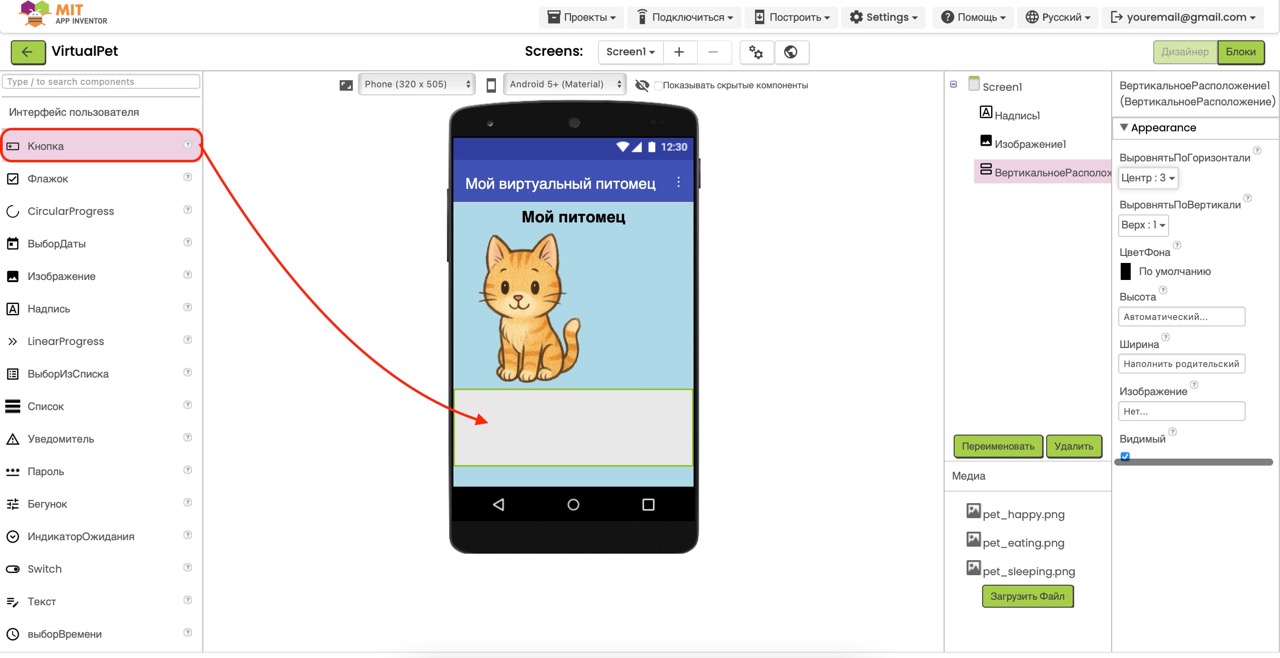 MIT
APP INVENTOR
Проекты
Подключиться
Построить
Settings
Помощь
Русский
youremail@gmail.com
VirtualPet
Screens:
Screen1
Дизайнер
Блоки
Type / to search components
Интерфейс пользователя
Кнопка
Флажок
CircularProgress
ВыборДаты
Изображение
Надпись
LinearProgress
ВыборИзСписка
Список
Уведомитель
Пароль
Бегунок
ИндикаторОжидания
Switch
Текст
выборВремени
Phone (320 x 505)
Android 5+ (Material)
Показывать скрытые компоненты
12:30
Мой виртуальный питомец
Мой питомец
Screen1
Надпись1
Изображение1
ВертикальноеРасполож
Переименовать
Удалить
Медиа
pet_happy.png
pet_eating.png
pet_sleeping.png
Загрузить Файл
ВертикальноеРасположение1
(ВертикальноеРасположение)
Appearance
ВыровнятьПоГоризонтали
Центр : 3
ВыровнятьПоВертикали
Верх : 1
ЦветФона
По умолчанию
Высота
Автоматический...
Ширина
Наполнить родительский
Изображение
Нет...
Видимый